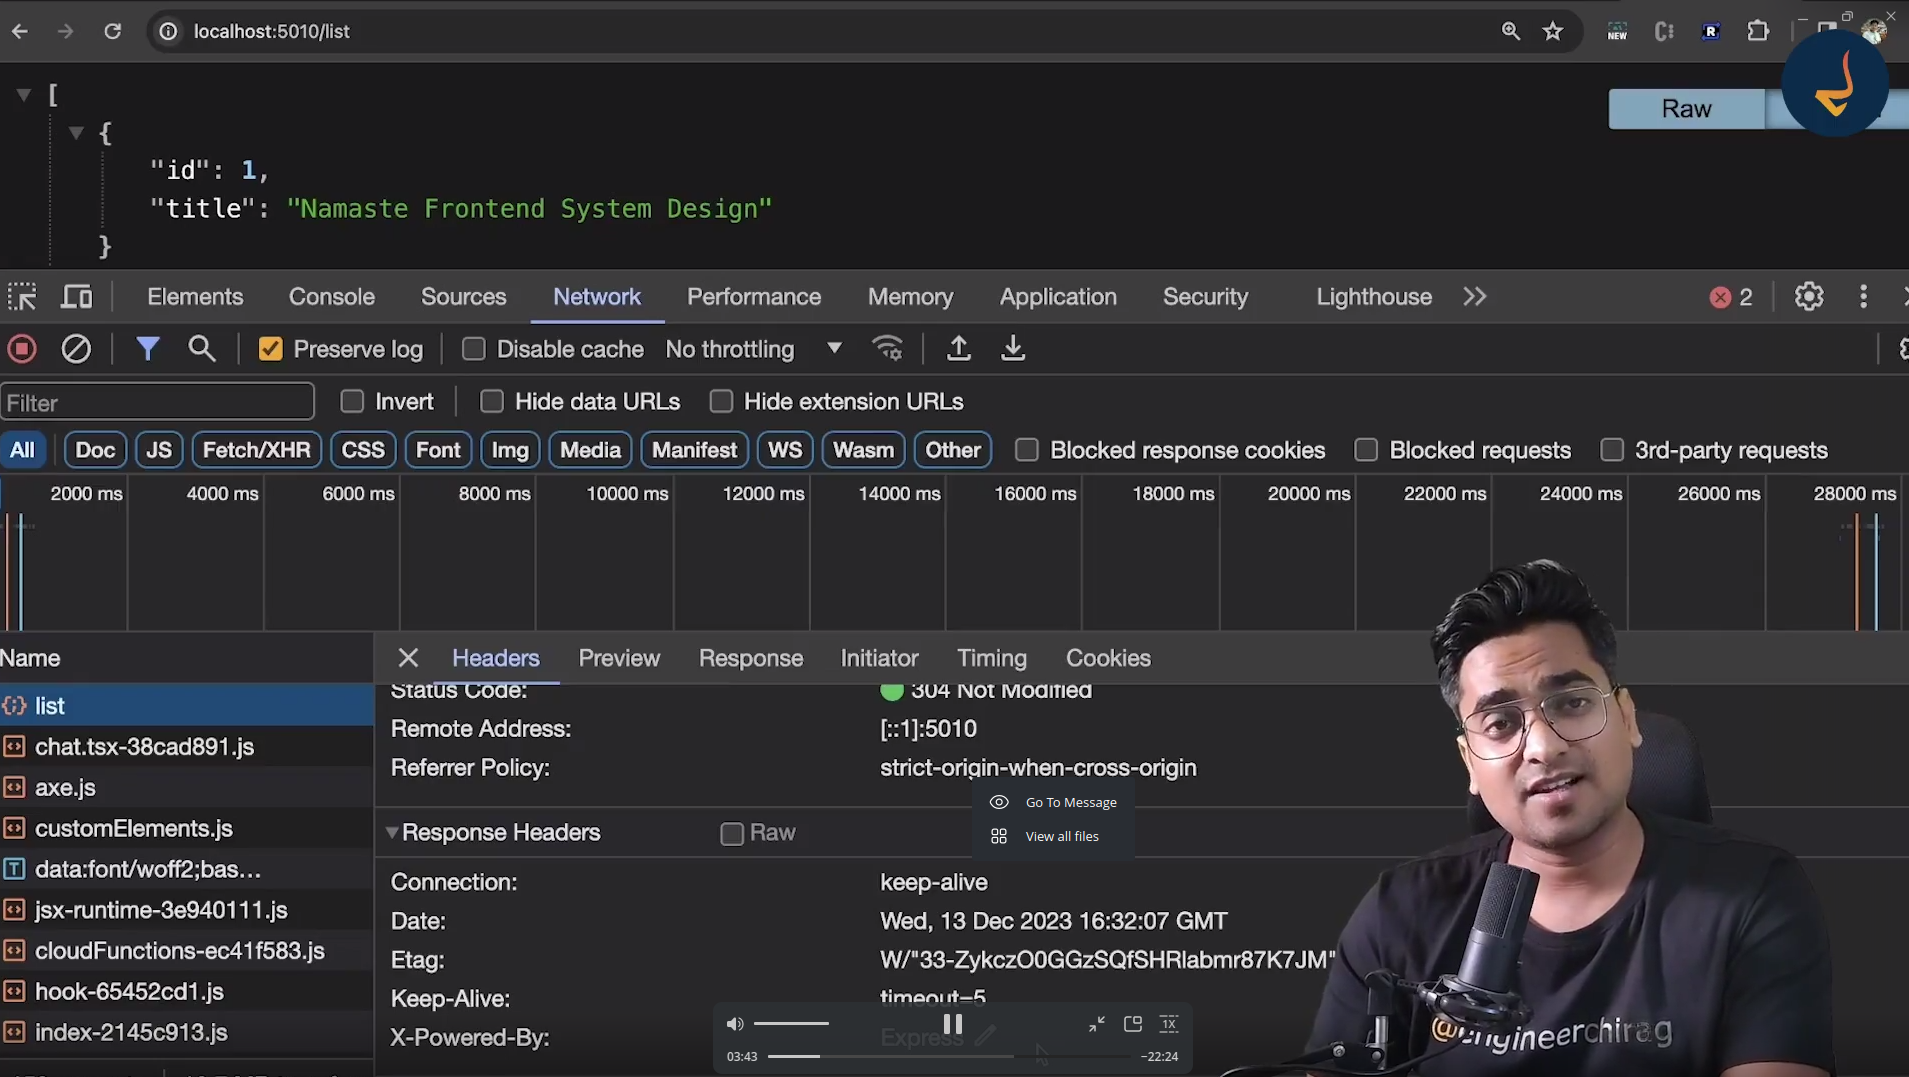 localhost:5010/list
NEW
R
[
Raw
{
"id": 1,
"title": "Namaste Frontend System Design"
}
Elements Console Sources Network Performance Memory Application Security Lighthouse 2
Preserve log Disable cache No throttling
Filter Invert Hide data URLs Hide extension URLs
All Doc JS Fetch/XHR CSS Font Img Media Manifest WS Wasm Other Blocked response cookies Blocked requests 3rd-party requests
2000 ms 4000 ms 6000 ms 8000 ms 10000 ms 12000 ms 14000 ms 16000 ms 18000 ms 20000 ms 22000 ms 24000 ms 26000 ms 28000 ms
Name Headers Preview Response Initiator Timing Cookies
list
chat.tsx-38cad891.js
axe.js
customElements.js
data:font/woff2;bas...
jsx-runtime-3e940111.js
cloudFunctions-ec41f583.js
hook-65452cd1.js
index-2145c913.js
Status Code: 304 Not Modified
Remote Address: [::1]:5010
Referrer Policy: strict-origin-when-cross-origin
Go To Message
View all files
Response Headers Raw
Connection: keep-alive
Date: Wed, 13 Dec 2023 16:32:07 GMT
Etag: W/"33-ZykczO0GGzSQfSHRlabmr87K7JM"
Keep-Alive: timeout=5
X-Powered-By: Express
1X
03:43 -22:24
@engineerchirag